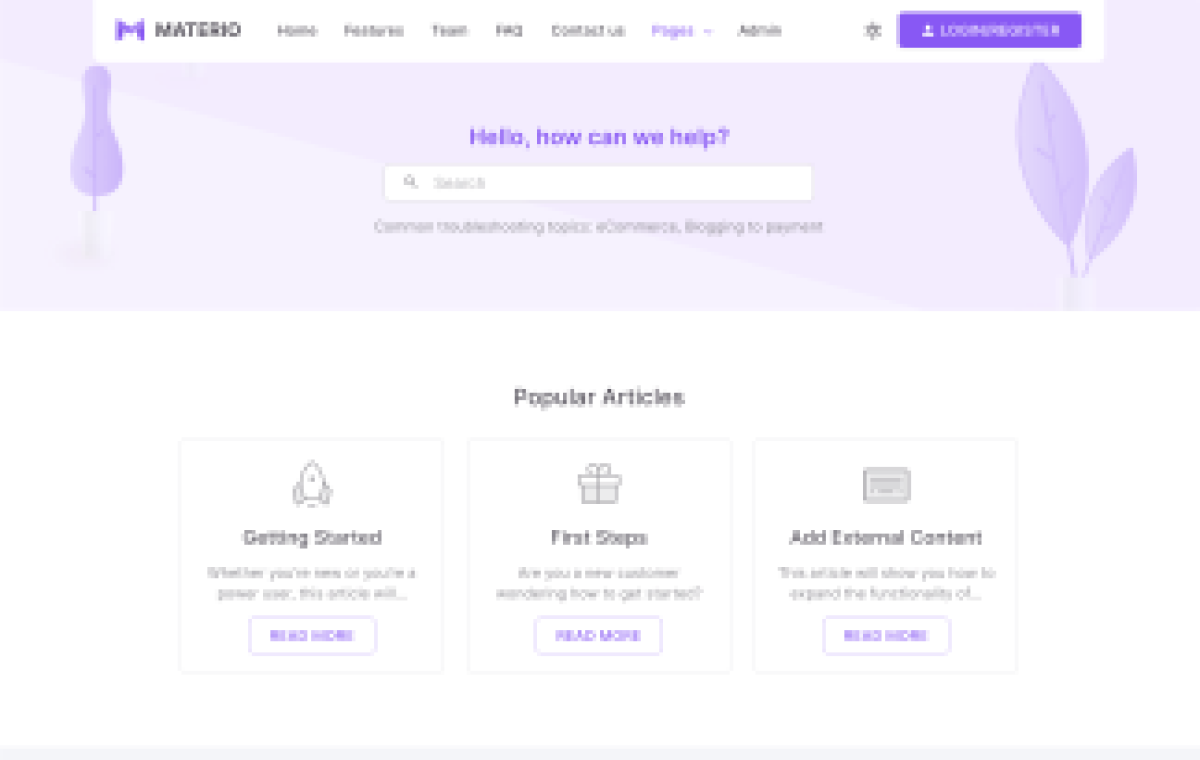 MATERIO
Home
Features
Team
FAQ
Contact us
Pages
Admin
LOGIN/REGISTER
Hello, how can we help?
Search
Common troubleshooting topics: eCommerce, Blogging to payment
Popular Articles
Getting Started
Whether you're new or you're a
power user, this article will...
READ MORE
First Steps
Are you a new customer
wondering how to get started?
READ MORE
Add External Content
This article will show you how to
expand the functionality of...
READ MORE